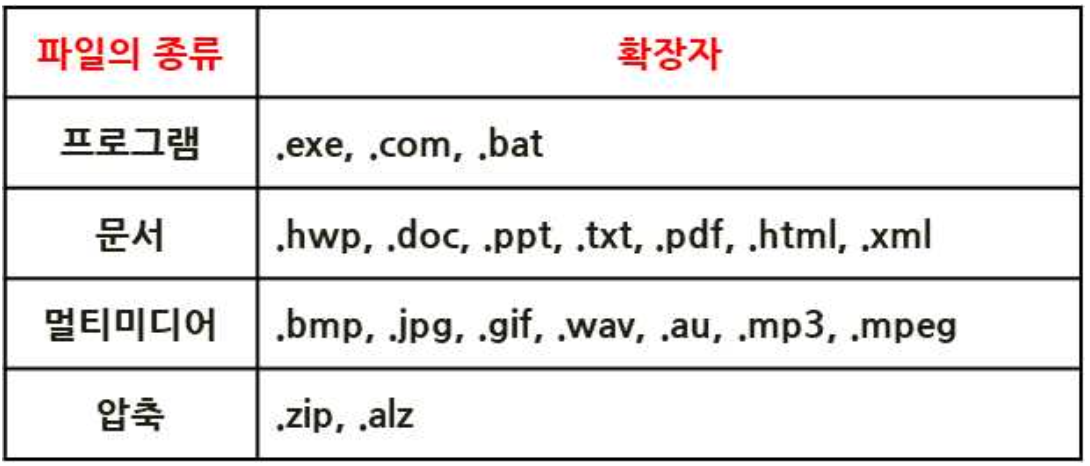 파일의 종류 확장자
프로그램 .exe, .com, .bat
문서 .hwp, .doc, .ppt, .txt, .pdf, .html, .xml
멀티미디어 .bmp, .jpg, .gif, .wav, .au, .mp3, .mpeg
압축 .zip, .alz